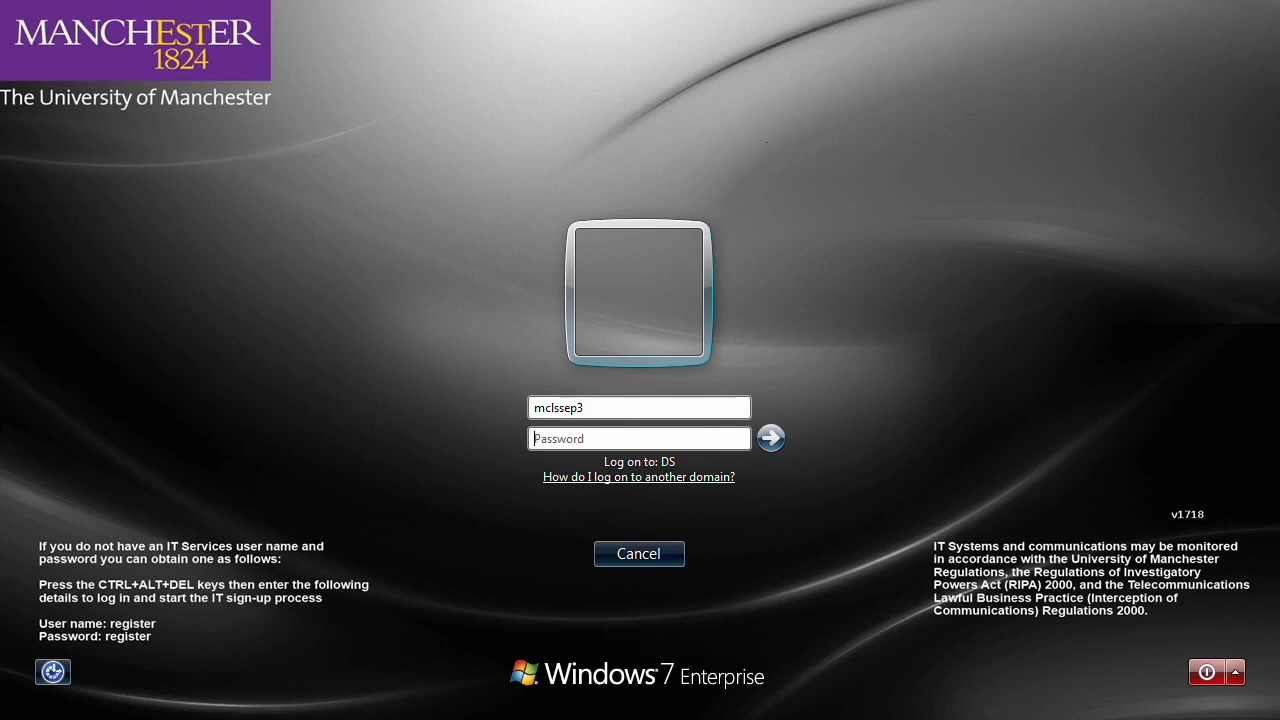 MANCHESTER
1824
The University of Manchester
mclssep3
Password
Log on to: DS
How do I log on to another domain?
Cancel
v1718
If you do not have an IT Services user name and
password you can obtain one as follows:
Press the CTRL+ALT+DEL keys then enter the following
details to log in and start the IT sign-up process
User name: register
Password: register
IT Systems and communications may be monitored
in accordance with the University of Manchester
Regulations, the Regulations of Investigatory
Powers Act (RIPA) 2000, and the Telecommunications
Lawful Business Practice (Interception of
Communications) Regulations 2000.
Windows 7 Enterprise